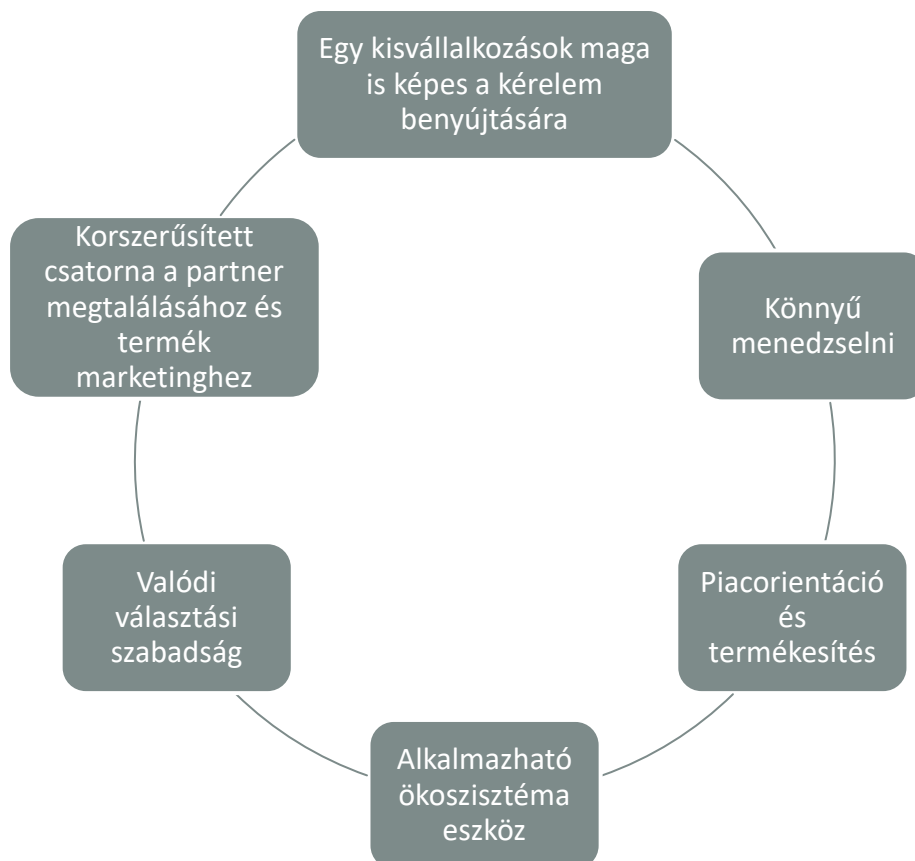 Egy kisvállalkozások maga
is képes a kérelem
benyújtására
Könnyű
menedzselni
Piacorientáció
és
termékesítés
Alkalmazható
ökoszisztéma
eszköz
Valódi
választási
szabadság
Korszerűsített
csatorna a partner
megtalálásához és
termék
marketinghez